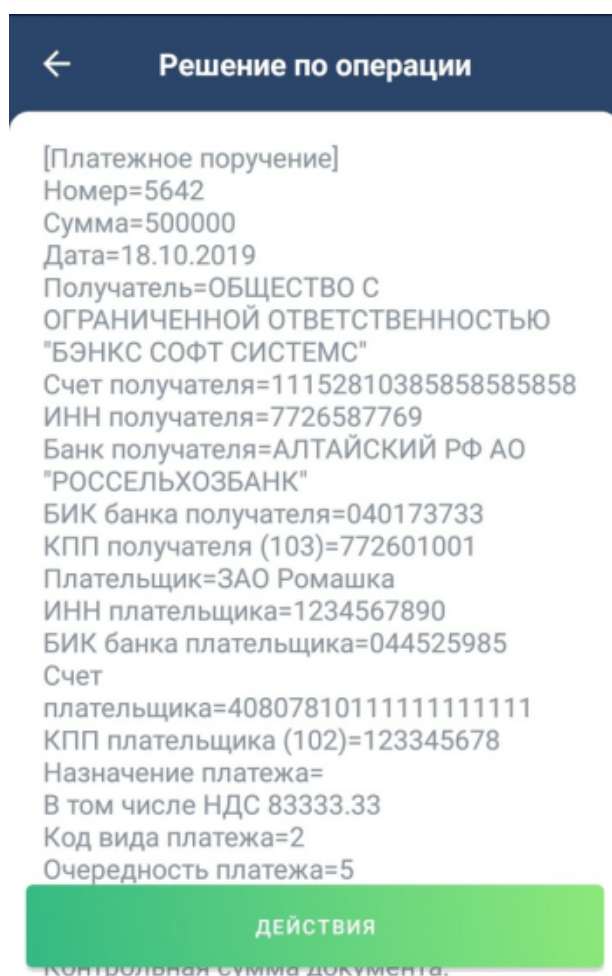 Решение по операции
[Платежное поручение]
Номер=5642
Сумма=500000
Дата=18.10.2019
Получатель=ОБЩЕСТВО С
ОГРАНИЧЕННОЙ ОТВЕТСТВЕННОСТЬЮ
"БЭНКС СОФТ СИСТЕМС"
Счет получателя=11152810385858585858
ИНН получателя=7726587769
Банк получателя=АЛТАЙСКИЙ РФ АО
"РОССЕЛЬХОЗБАНК"
БИК банка получателя=040173733
КПП получателя (103)=772601001
Плательщик=ЗАО Ромашка
ИНН плательщика=1234567890
БИК банка плательщика=044525985
Счет
плательщика=40807810111111111111
КПП плательщика (102)=123345678
Назначение платежа=
В том числе НДС 83333.33
Код вида платежа=2
Очередность платежа=5
ДЕЙСТВИЯ
Контрольная сумма документа: